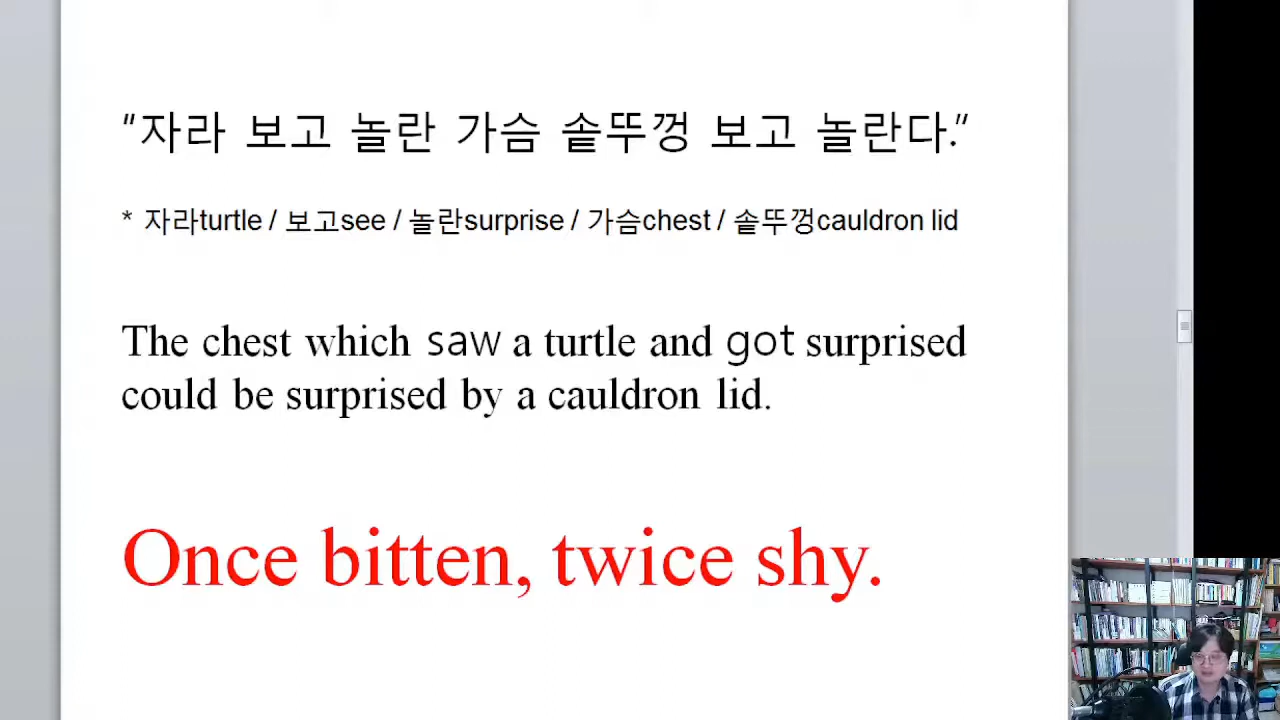 "자라 보고 놀란 가슴 솥뚜껑 보고 놀란다."
* 자라turtle / 보고see / 놀란surprise / 가슴chest / 솥뚜껑cauldron lid
The chest which saw a turtle and got surprised
could be surprised by a cauldron lid.
Once bitten, twice shy.